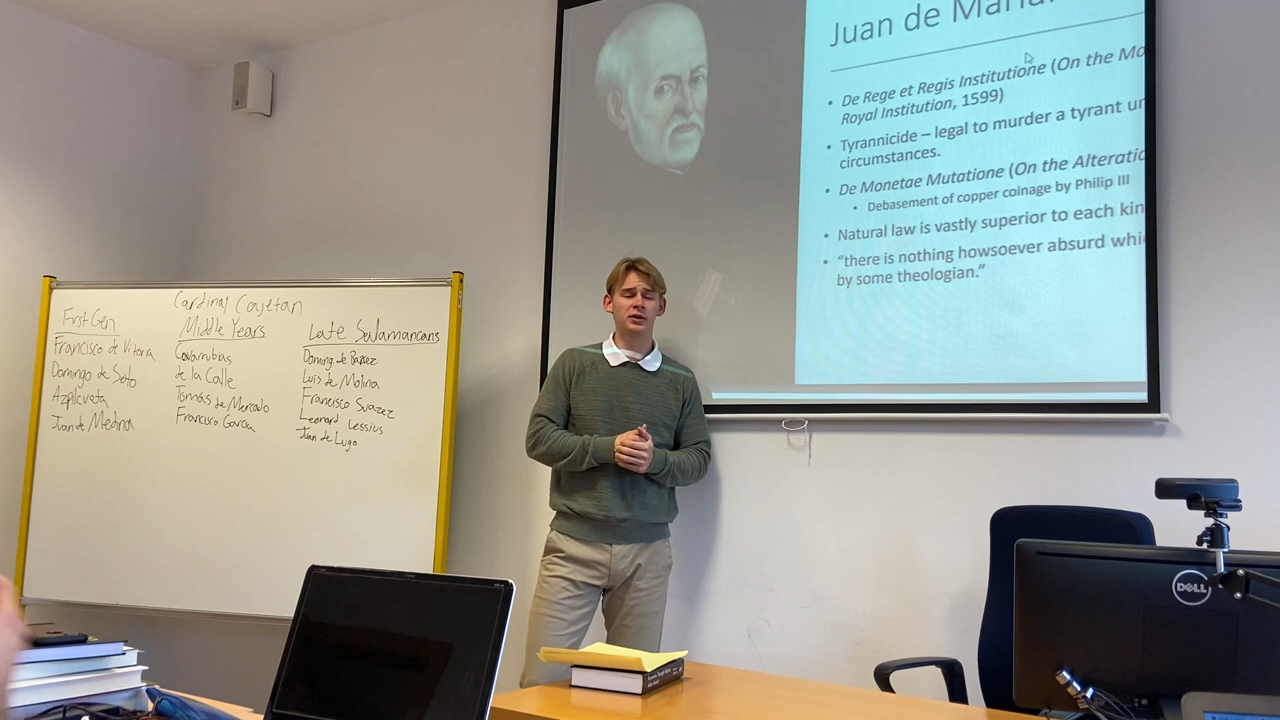 Cardinal Cajetan
First Gen
Francisco de Vitoria
Domingo de Soto
Azpilcueta
Juan de Medina
Middle Years
Covarrubias
de la Calle
Tomás de Mercado
Francisco Garcia
Late Salamancans
Domingo de Bañez
Luis de Molina
Francisco Suarez
Leonard Lessius
Juan de Lugo
Juan de Maria
• De Rege et Regis Institutione (On the Mo
Royal Institution, 1599)
• Tyrannicide – legal to murder a tyrant un
circumstances.
• De Monetae Mutatione (On the Alteratio
• Debasement of copper coinage by Philip III
• Natural law is vastly superior to each kin
• “there is nothing howsoever absurd whi
by some theologian.”
DELL